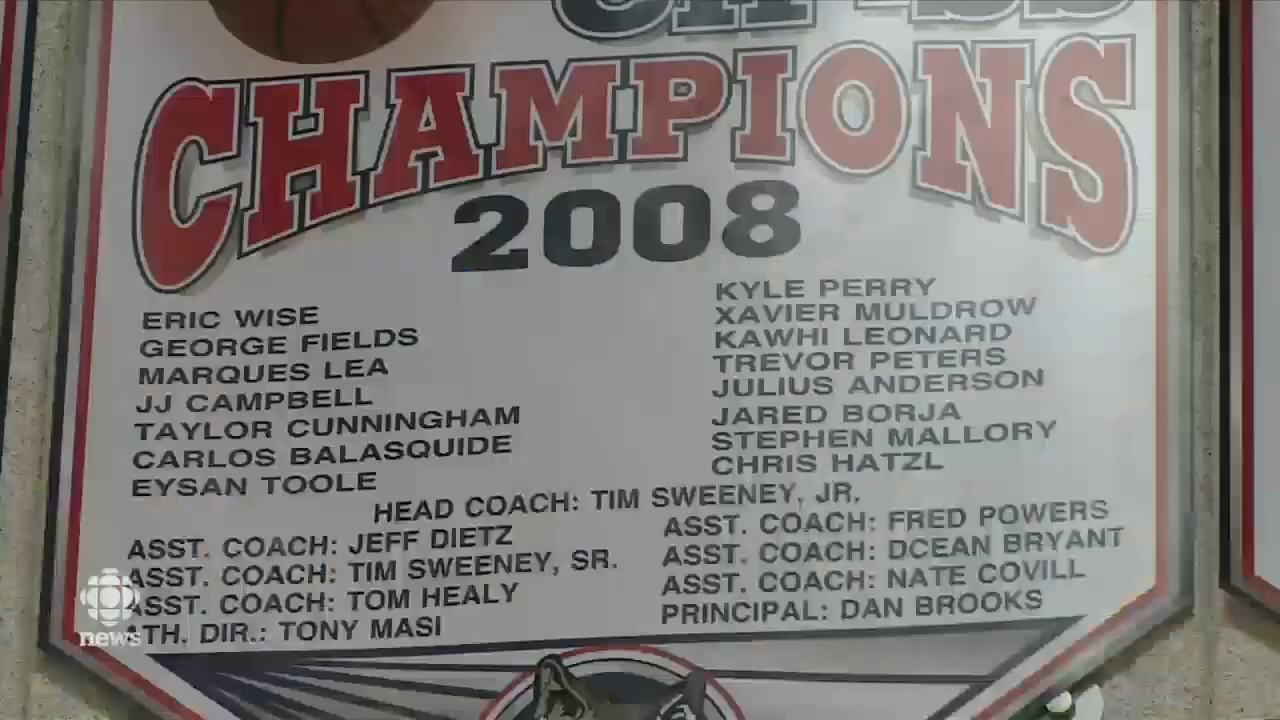 CHAMPIONS
2008
ERIC WISE
GEORGE FIELDS
MARQUES LEA
JJ CAMPBELL
TAYLOR CUNNINGHAM
CARLOS BALASQUIDE
EYSAN TOOLE
KYLE PERRY
XAVIER MULDROW
KAWHI LEONARD
TREVOR PETERS
JULIUS ANDERSON
JARED BORJA
STEPHEN MALLORY
CHRIS HATZL
HEAD COACH: TIM SWEENEY, JR.
ASST. COACH: JEFF DIETZ
ASST. COACH: TIM SWEENEY, SR.
ASST. COACH: TOM HEALY
ATH. DIR.: TONY MASI
ASST. COACH: FRED POWERS
ASST. COACH: DCEAN BRYANT
ASST. COACH: NATE COVILL
PRINCIPAL: DAN BROOKS
news